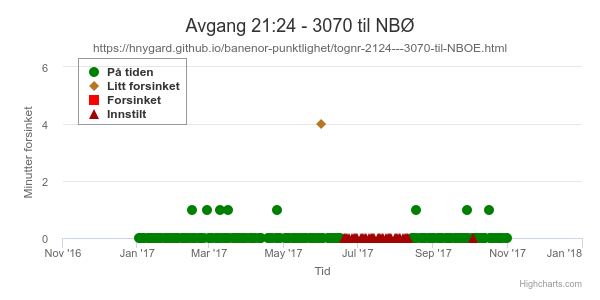 Avgang 21:24 - 3070 til NBØ
https://hnygard.github.io/banenor-punktlighet/tognr-2124---3070-til-NBOE.html
På tiden
Litt forsinket
Forsinket
Innstilt
Minutter forsinket
6
4
2
0
Nov '16
Jan '17
Mar '17
May '17
Jul '17
Sep '17
Nov '17
Jan '18
Tid
Highcharts.com